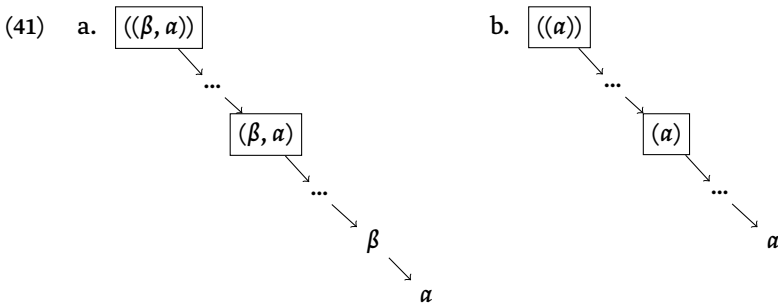 (41) a. ((β, α)) b. ((α))
... ...
(β, α) (α)
... ...
β α
α